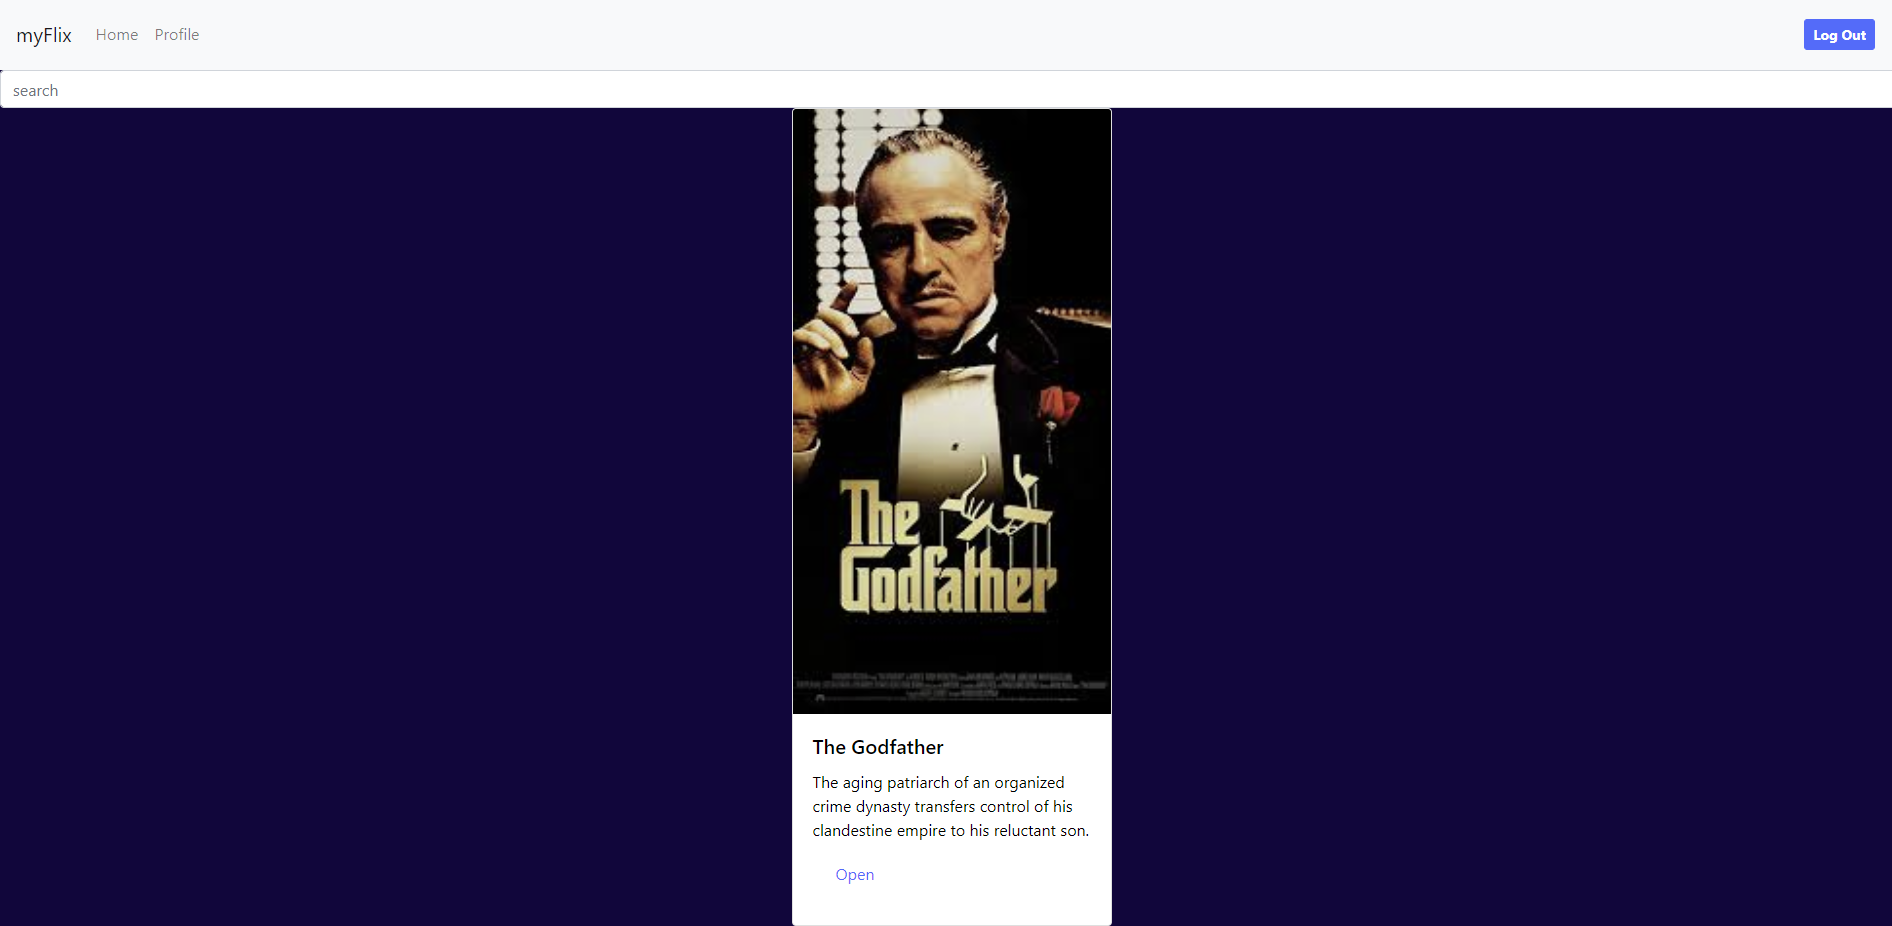 myFlix Home Profile Log Out
search
The
Godfather
The Godfather
The aging patriarch of an organized
crime dynasty transfers control of his
clandestine empire to his reluctant son.
Open